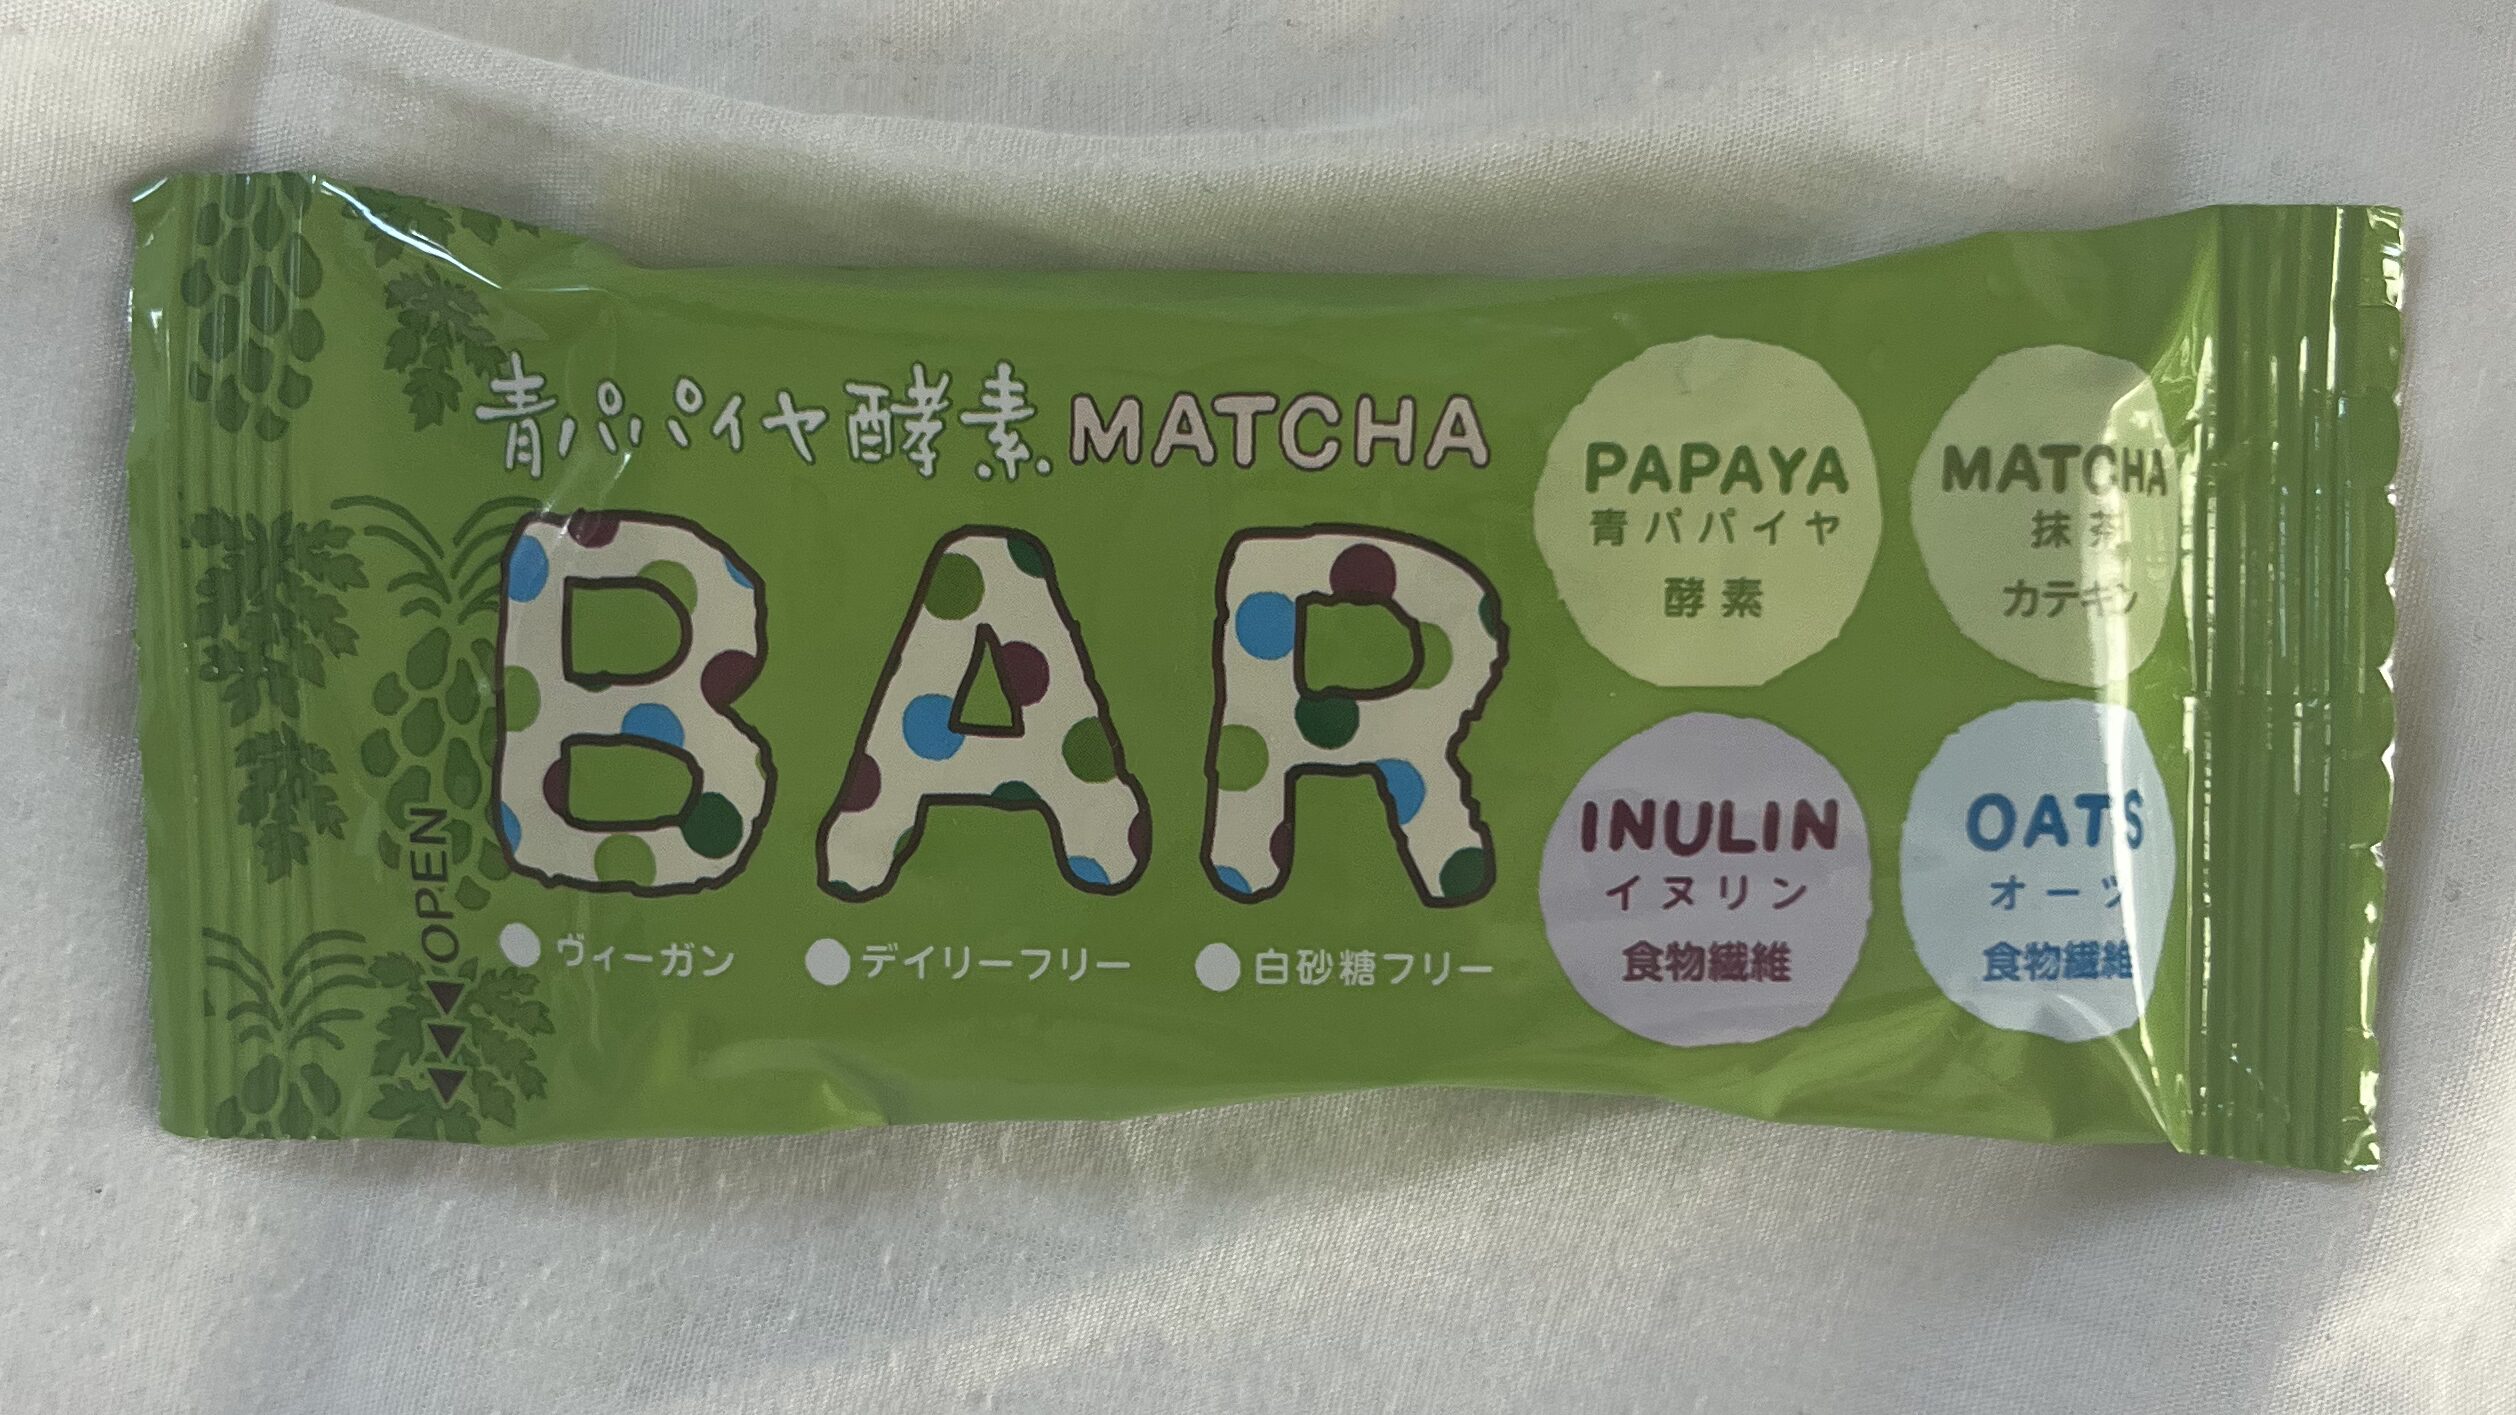 青パパイヤ酵素MATCHA
BAR
●ヴィーガン ●デイリーフリー ●白砂糖フリー
OPEN
PAPAYA
青パパイヤ
酵素
MATCHA
抹茶
カテキン
INULIN
イヌリン
食物繊維
OATS
オーツ
食物繊維